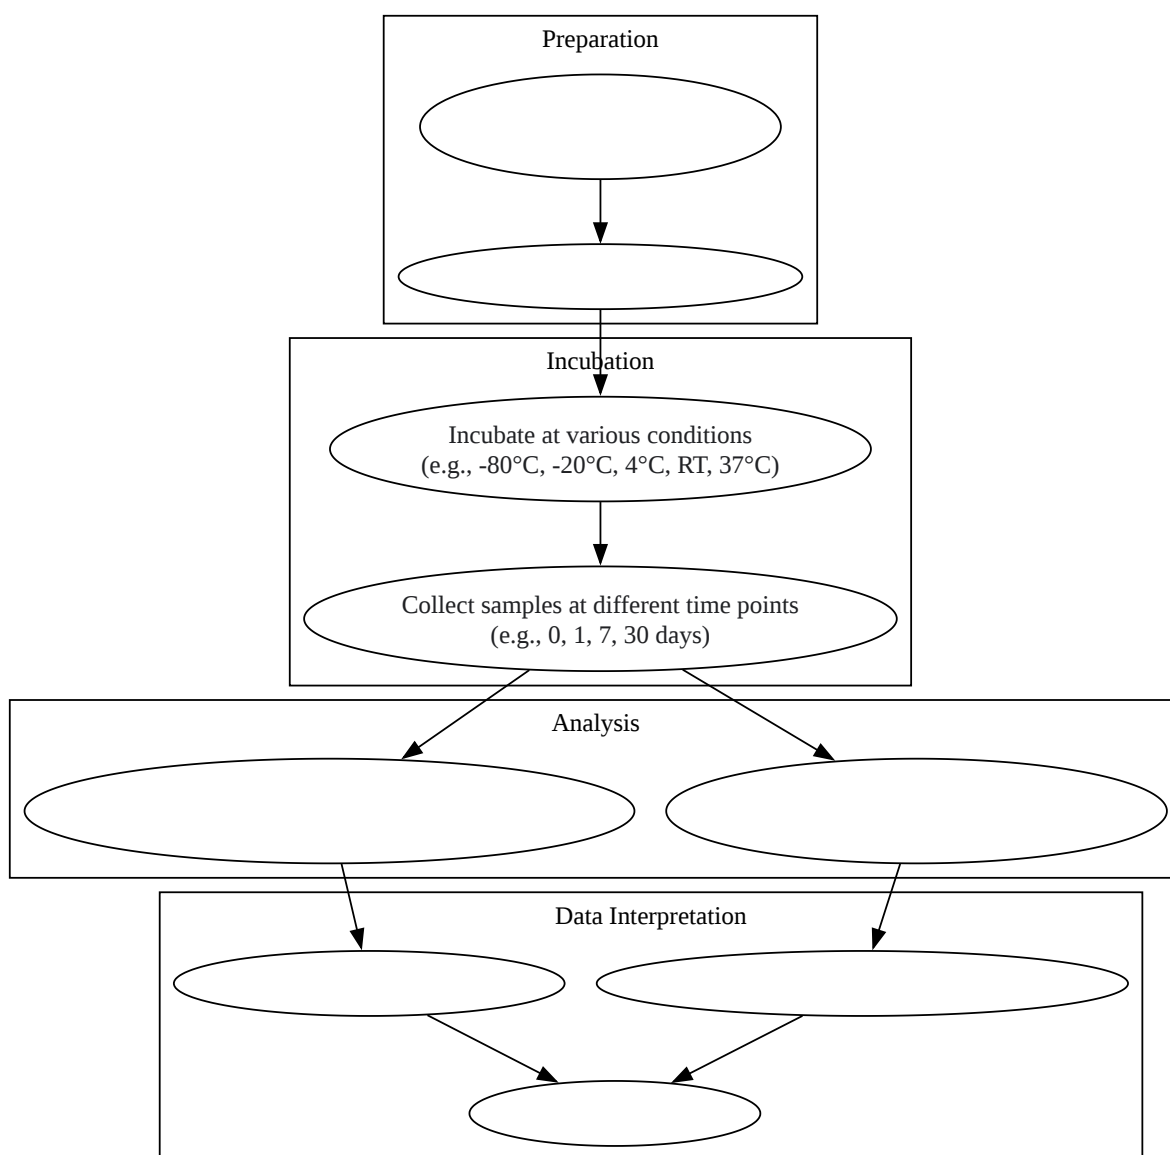 Preparation
Incubation
Incubate at various conditions
(e.g., -80°C, -20°C, 4°C, RT, 37°C)
Collect samples at different time points
(e.g., 0, 1, 7, 30 days)
Analysis
Data Interpretation